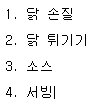 1. 닭 손질
2. 닭 튀기기
3. 소스
4. 서빙